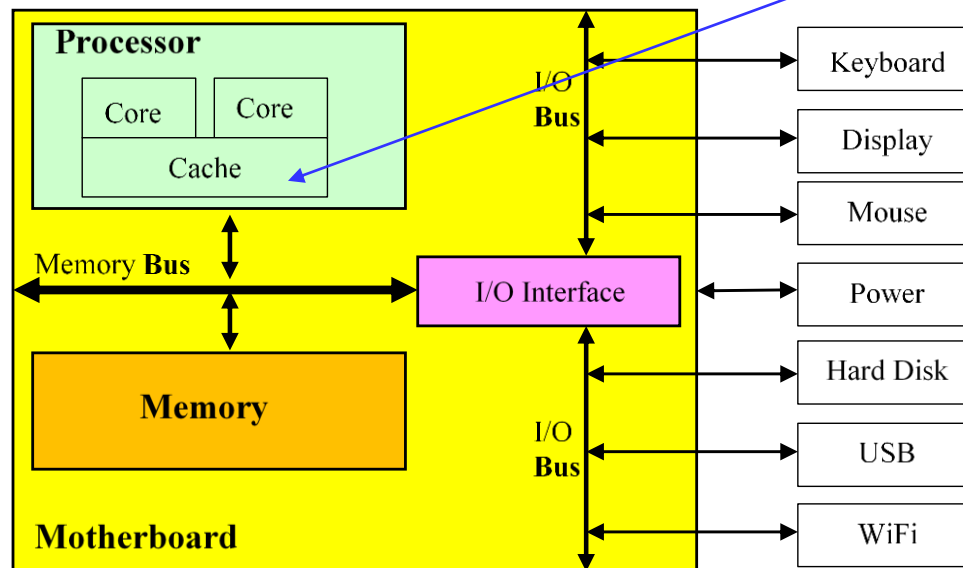 Processor
Core
Core
Cache
I/O
Bus
Memory Bus
I/O Interface
Memory
I/O
Bus
Motherboard
Keyboard
Display
Mouse
Power
Hard Disk
USB
WiFi